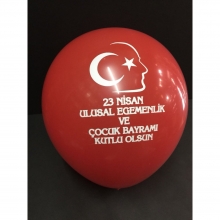 23 NİSAN
ULUSAL EGEMENLİK
VE
ÇOCUK BAYRAMI
KUTLU OLSUN